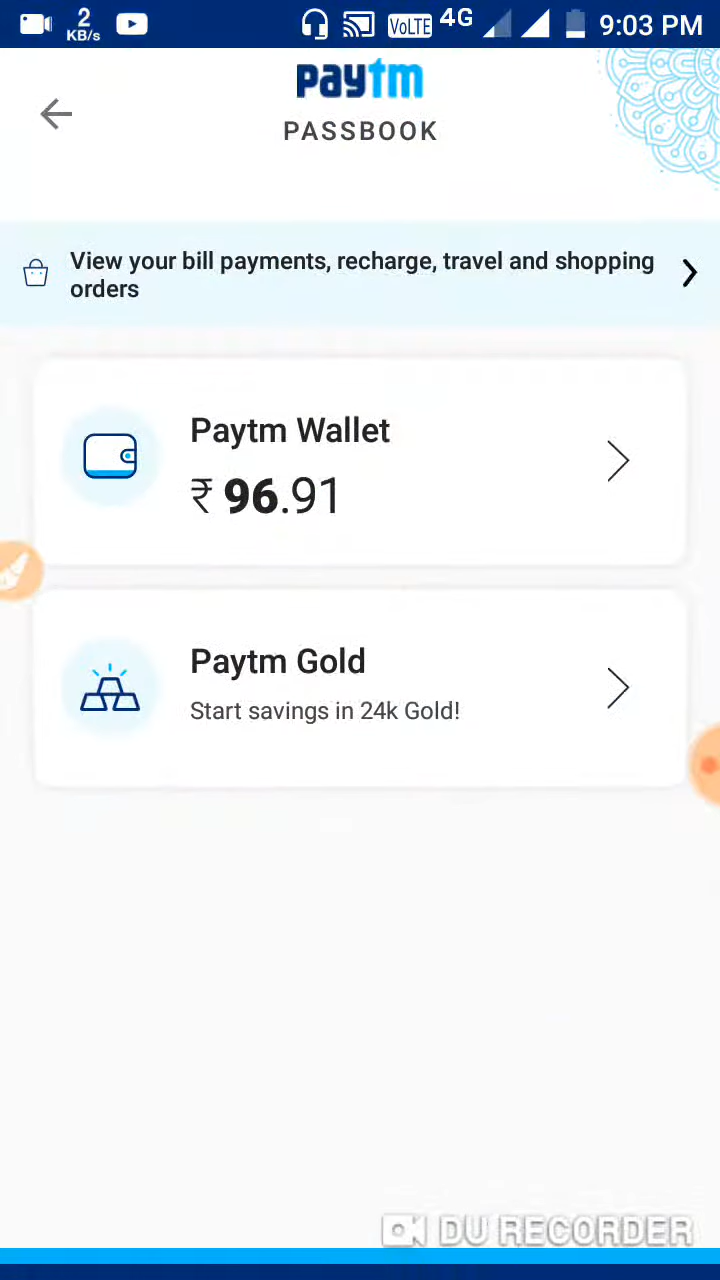 2
KB/s
VoLTE
4G
9:03 PM
paytm
PASSBOOK
View your bill payments, recharge, travel and shopping
orders
Paytm Wallet
₹ 96.91
Paytm Gold
Start savings in 24k Gold!
DU RECORDER